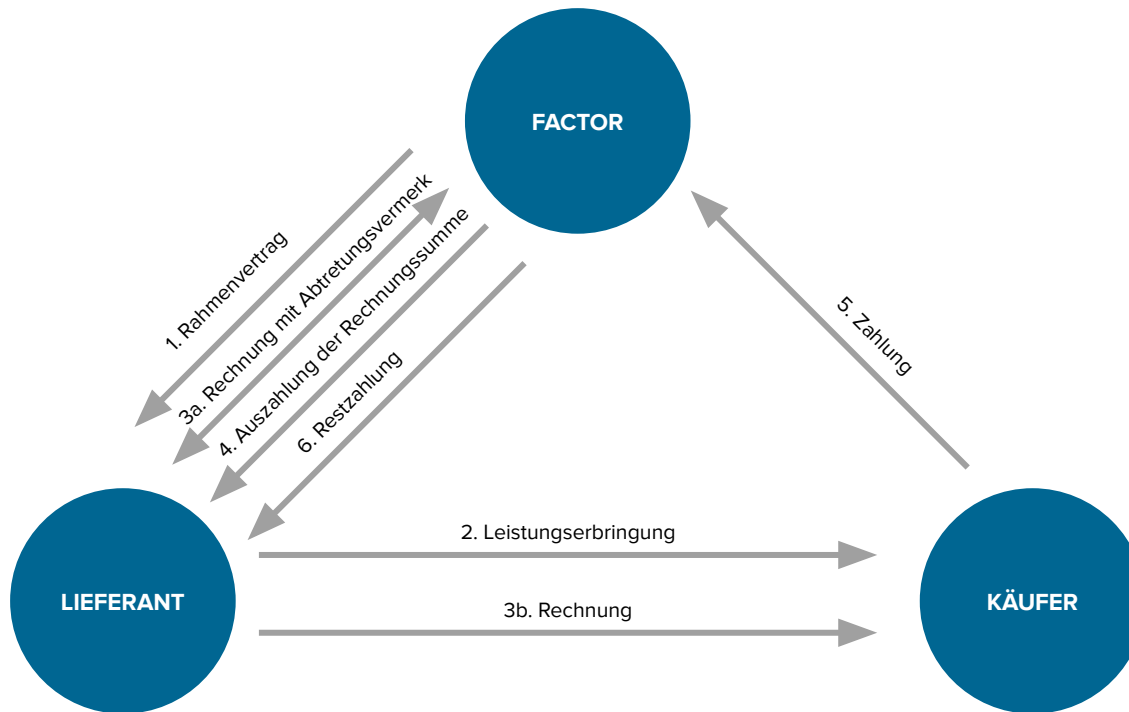 FACTOR
1. Rahmenvertrag
3a. Rechnung mit Abtretungsvermerk
4. Auszahlung der Rechnungssumme
6. Restzahlung
5. Zahlung
2. Leistungserbringung
LIEFERANT
3b. Rechnung
KÄUFER